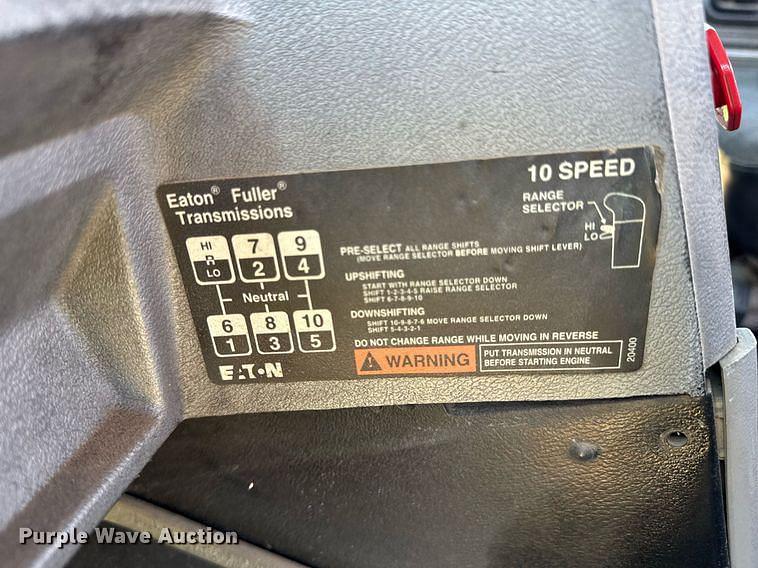 Eaton® Fuller®
Transmissions
10 SPEED
RANGE
SELECTOR
HI
LO
HI
R
LO
7
2
9
4
Neutral
6
1
8
3
10
5
EATON
PRE-SELECT ALL RANGE SHIFTS
(MOVE RANGE SELECTOR BEFORE MOVING SHIFT LEVER)
UPSHIFTING
START WITH RANGE SELECTOR DOWN
SHIFT 1-2-3-4-5 RAISE RANGE SELECTOR
SHIFT 6-7-8-9-10
DOWNSHIFTING
SHIFT 10-9-8-7-6 MOVE RANGE SELECTOR DOWN
SHIFT 5-4-3-2-1
DO NOT CHANGE RANGE WHILE MOVING IN REVERSE
WARNING
PUT TRANSMISSION IN NEUTRAL
BEFORE STARTING ENGINE
20400
Purple Wave Auction